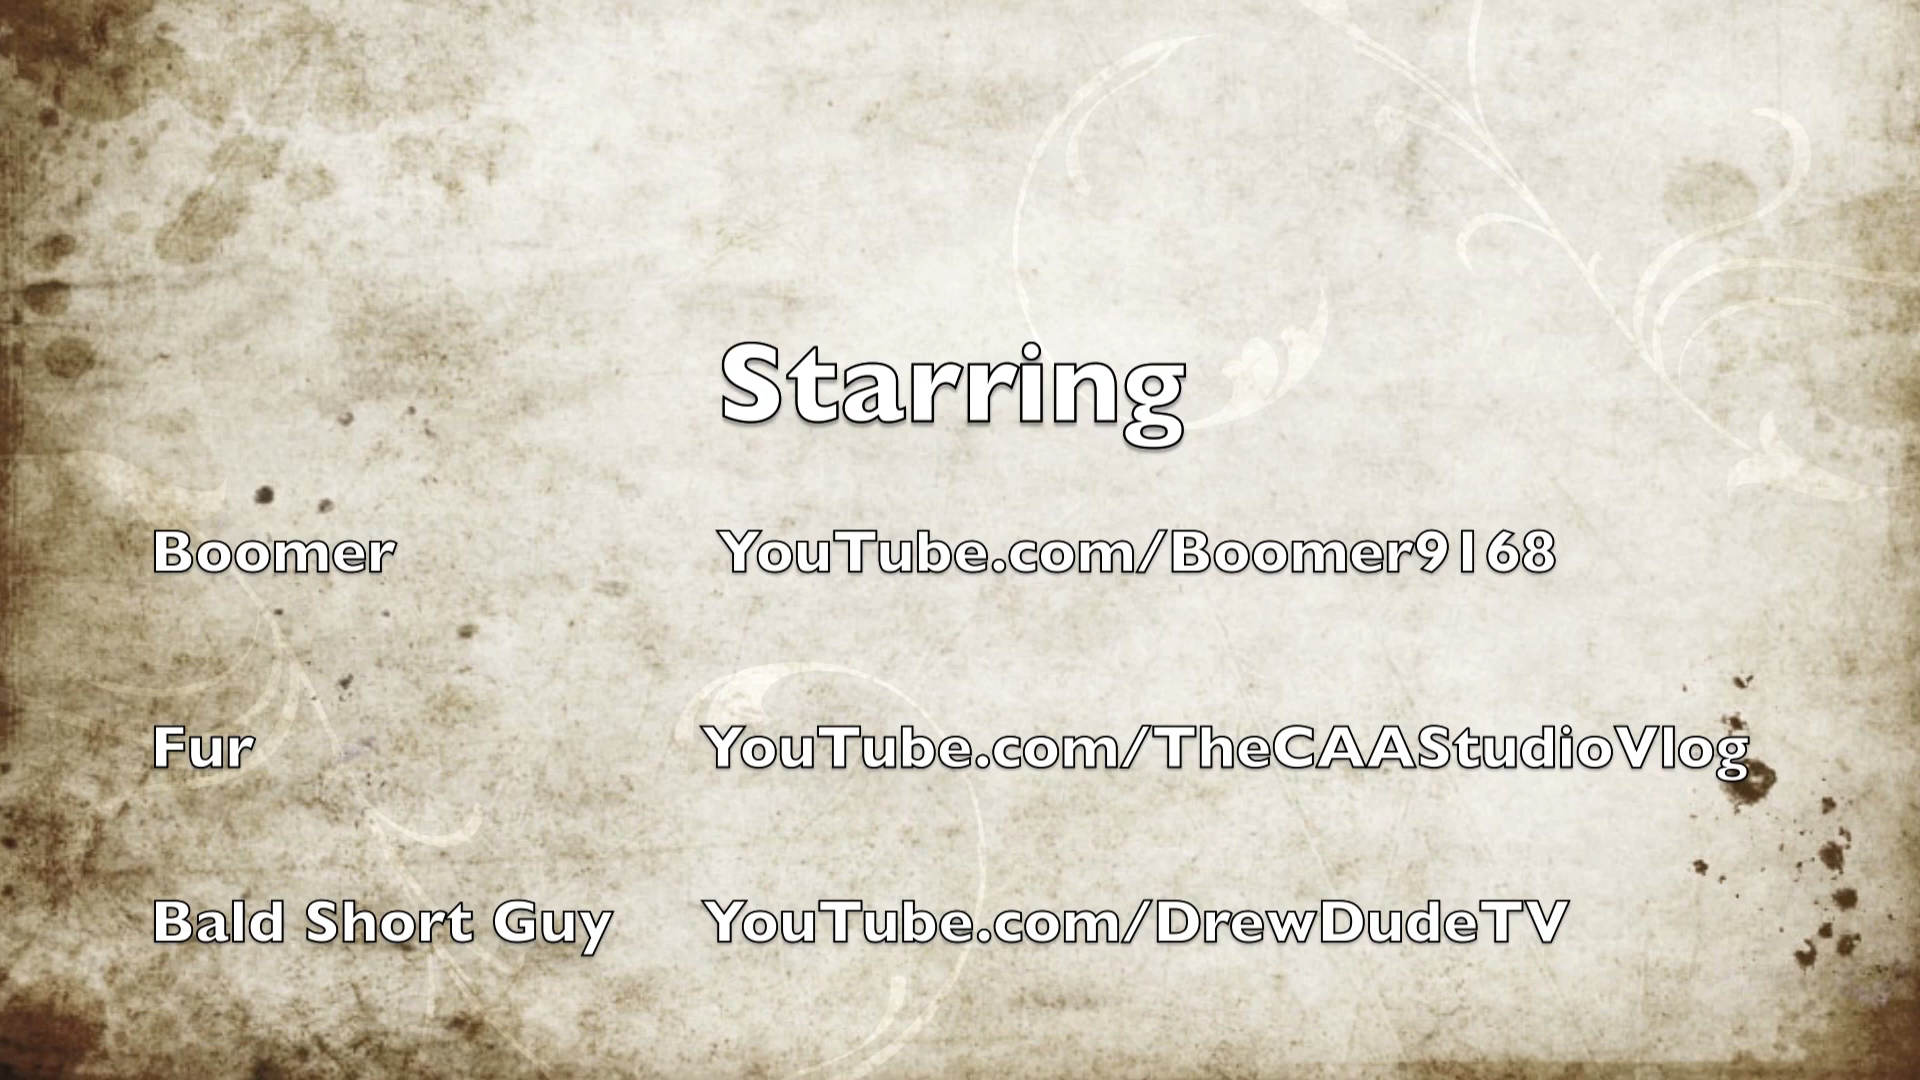 Starring
Boomer YouTube.com/Boomer9168
Fur YouTube.com/TheCAAStudioVlog
Bald Short Guy YouTube.com/DrewDudeTV